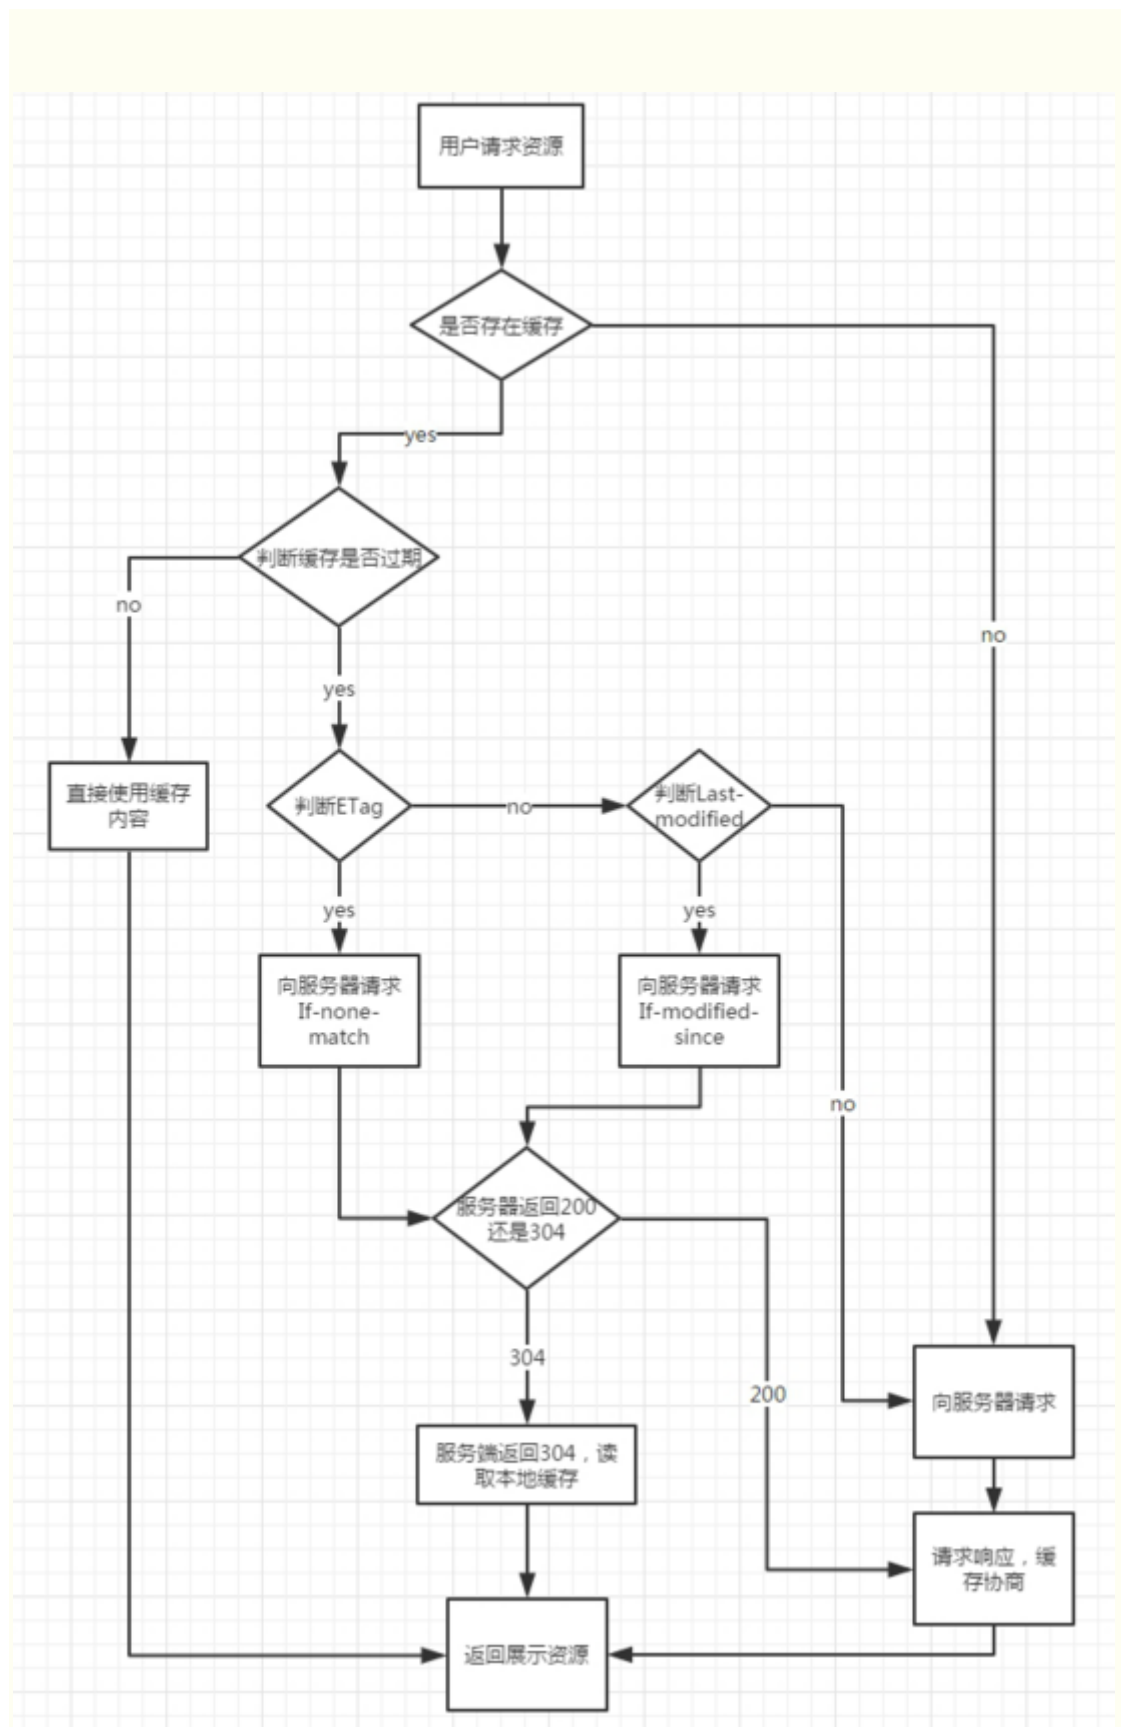 用户请求资源
是否存在缓存
yes
判断缓存是否过期
no
no
yes
直接使用缓存
内容
判断ETag
no
判断Last-
modified
yes
yes
向服务器请求
If-none-
match
向服务器请求
If-modified-
since
no
服务器返回200
还是304
304
200
向服务器请求
服务端返回304，读
取本地缓存
请求响应，缓
存协商
返回展示资源